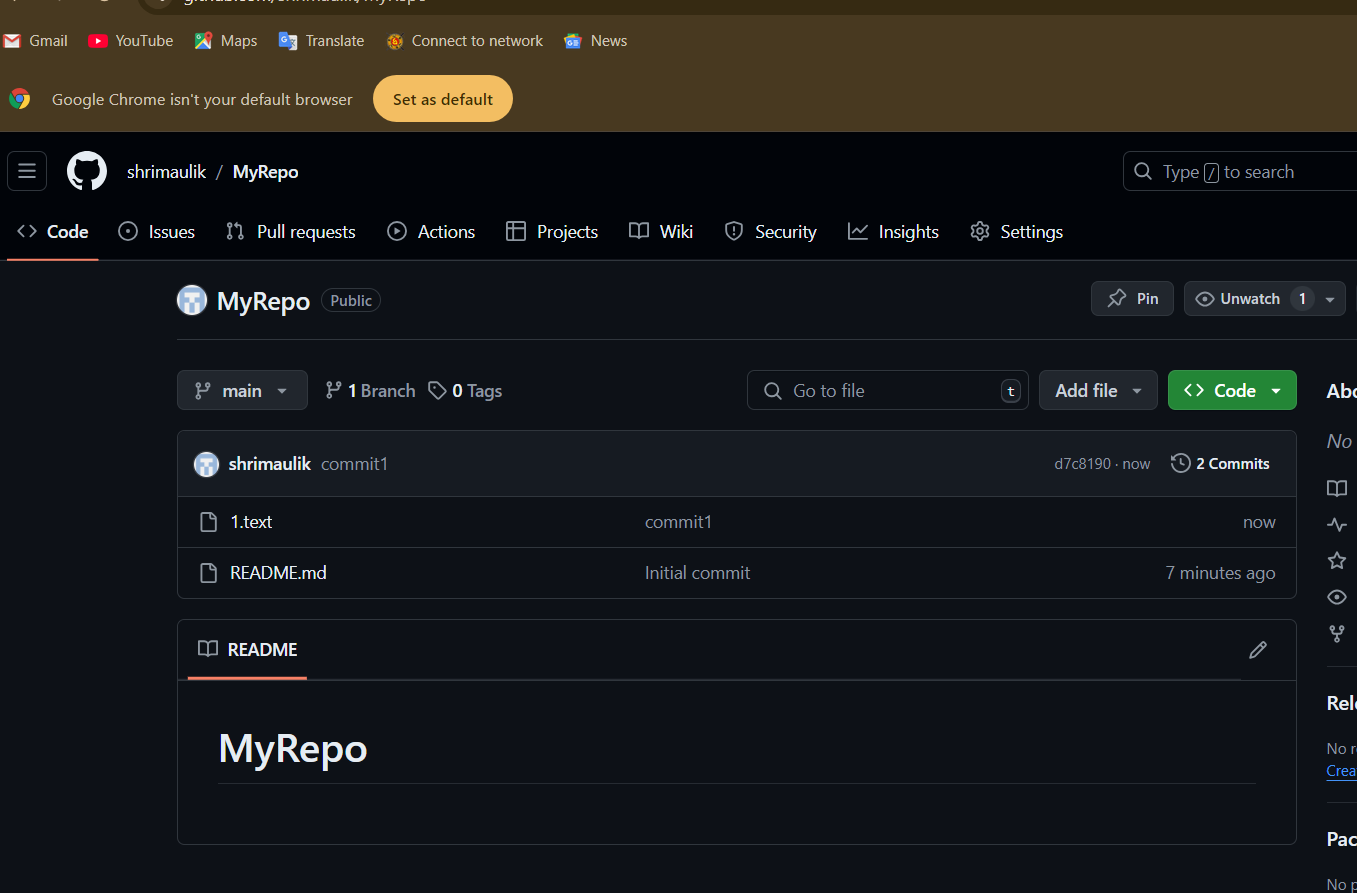 Gmail YouTube Maps Translate Connect to network News
Google Chrome isn't your default browser Set as default
shrimaulik / MyRepo Type / to search
Code Issues Pull requests Actions Projects Wiki Security Insights Settings
MyRepo Public Pin Unwatch 1
main 1 Branch 0 Tags Go to file t Add file Code
shrimaulik commit1 d7c8190 · now 2 Commits
1.text commit1 now
README.md Initial commit 7 minutes ago
README
MyRepo
No
No